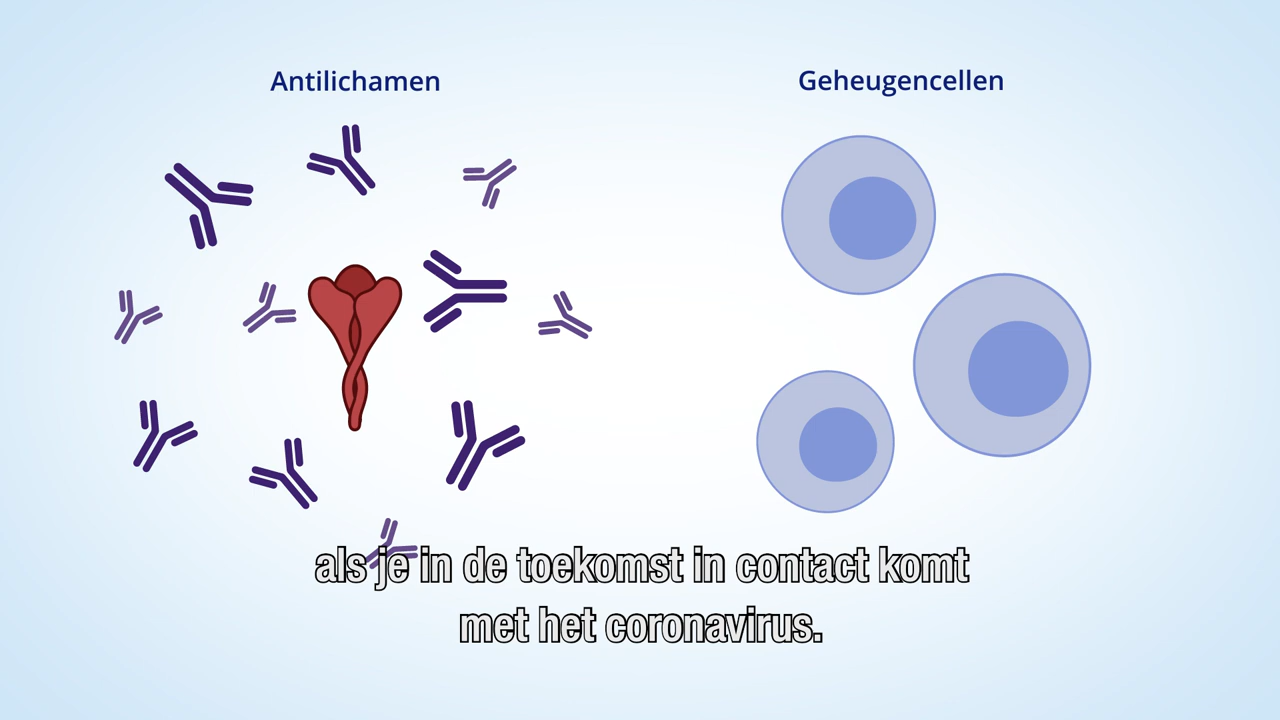 Antilichamen
Geheugencellen
als je in de toekomst in contact komt
met het coronavirus.